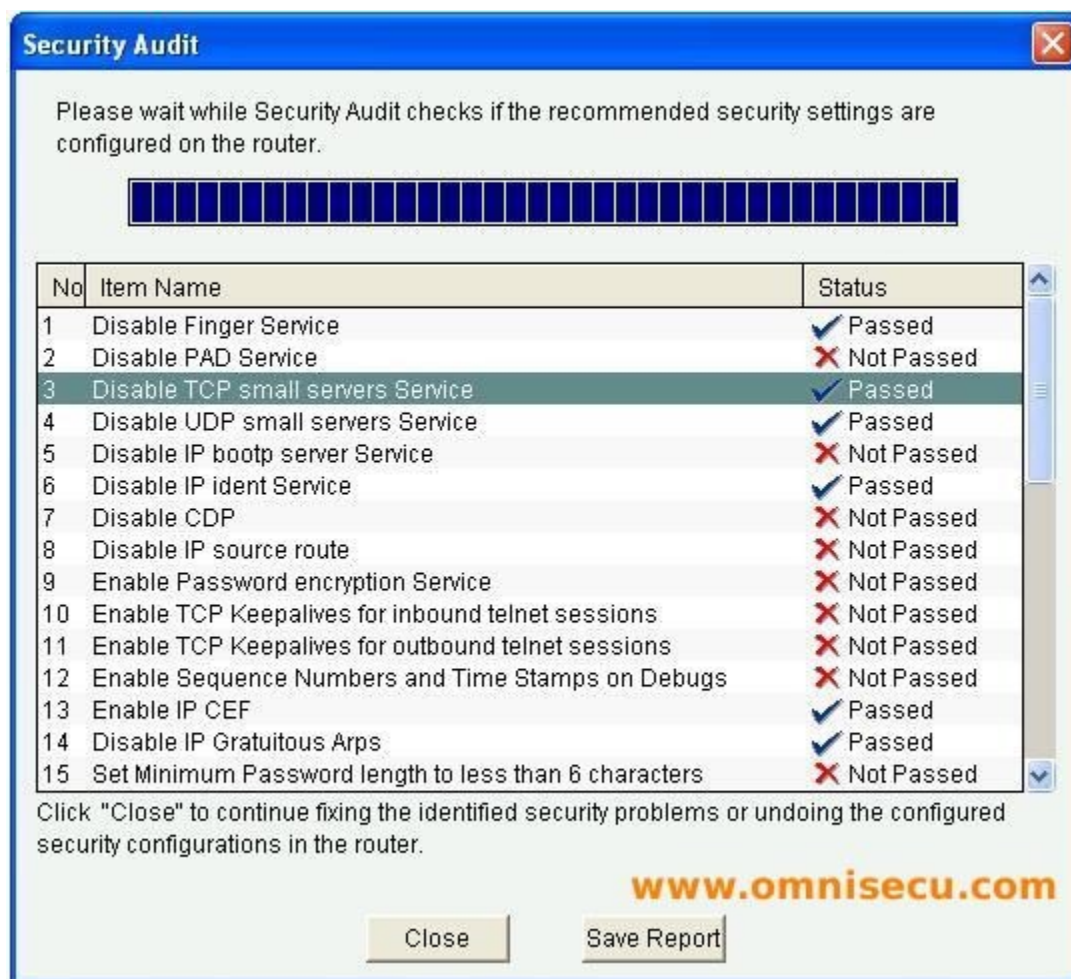 Security Audit
Please wait while Security Audit checks if the recommended security settings are
configured on the router.
No Item Name Status
1 Disable Finger Service Passed
2 Disable PAD Service Not Passed
3 Disable TCP small servers Service Passed
4 Disable UDP small servers Service Passed
5 Disable IP bootp server Service Not Passed
6 Disable IP ident Service Passed
7 Disable CDP Not Passed
8 Disable IP source route Not Passed
9 Enable Password encryption Service Not Passed
10 Enable TCP Keepalives for inbound telnet sessions Not Passed
11 Enable TCP Keepalives for outbound telnet sessions Not Passed
12 Enable Sequence Numbers and Time Stamps on Debugs Not Passed
13 Enable IP CEF Passed
14 Disable IP Gratuitous Arps Passed
15 Set Minimum Password length to less than 6 characters Not Passed
Click "Close" to continue fixing the identified security problems or undoing the configured
security configurations in the router.
www.omnisecu.com
Close Save Report